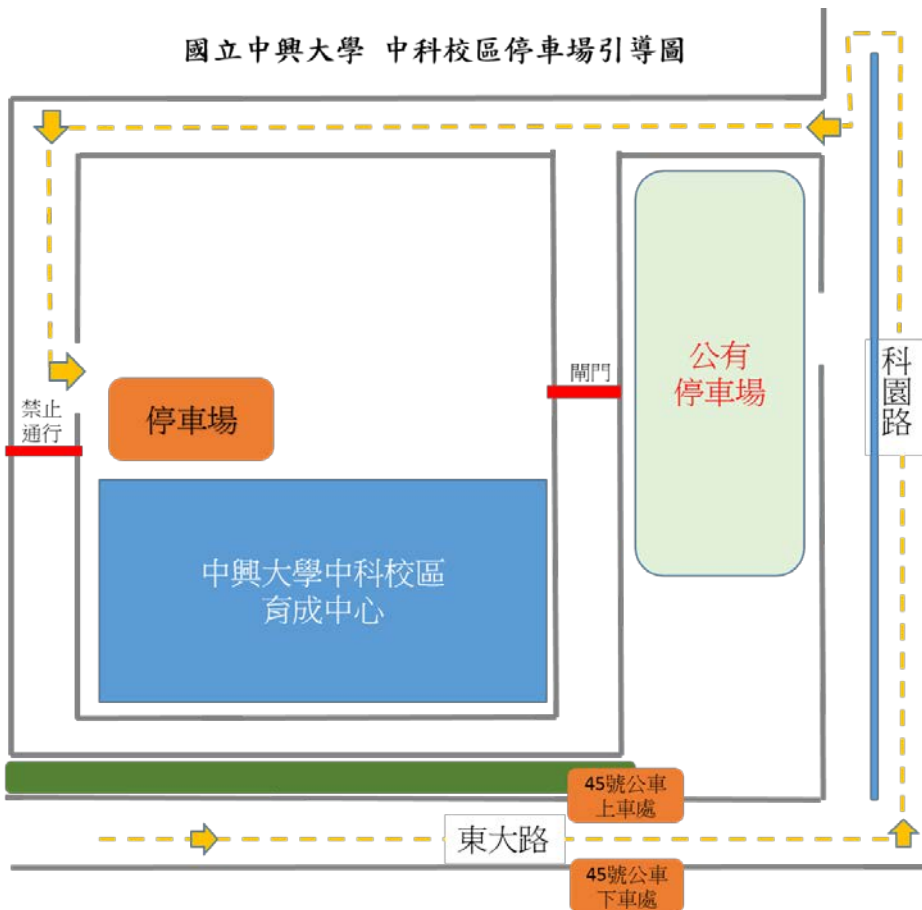 國立中興大學 中科校區停車場引導圖
公有
停車場
科
園
路
閘門
禁止
通行
停車場
中興大學中科校區
育成中心
45號公車
上車處
東大路
45號公車
下車處